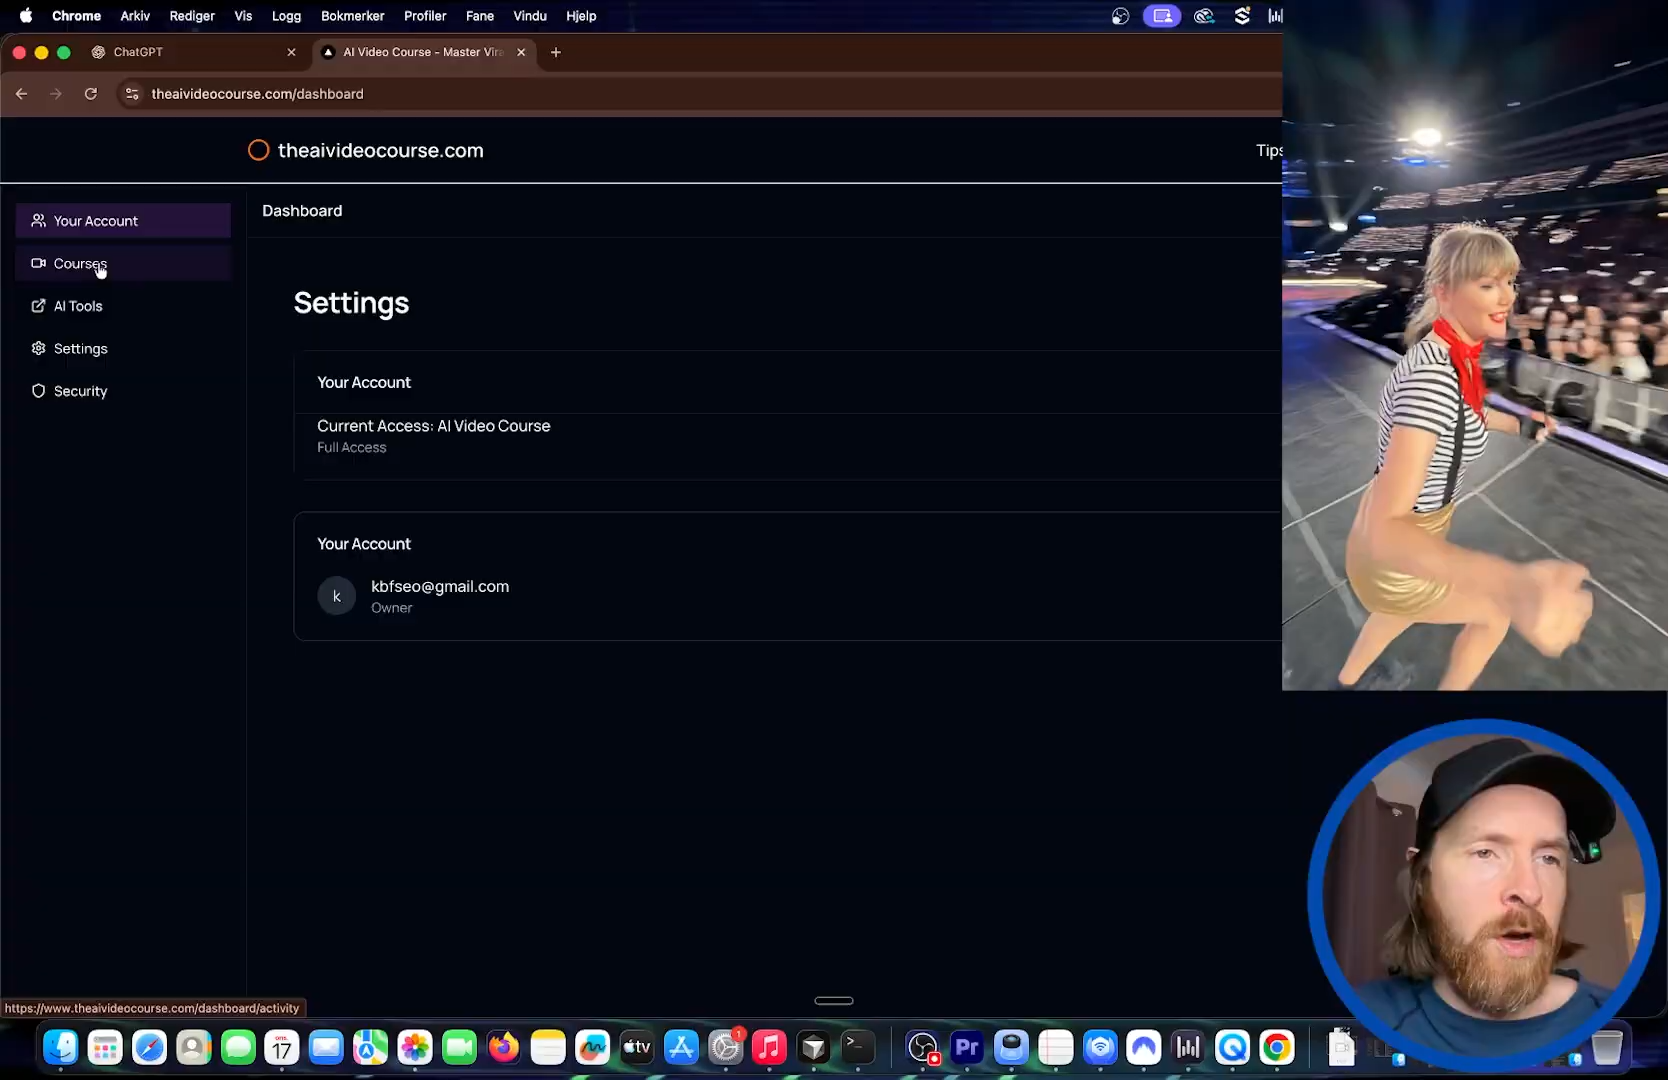 Chrome Arkiv Rediger Vis Logg Bokmerker Profiler Fane Vindu Hjelp
ChatGPT
AI Video Course - Master Vir
theaivideocourse.com/dashboard
theaivideocourse.com
Tips
Your Account
Courses
AI Tools
Settings
Security
Dashboard
Settings
Your Account
Current Access: AI Video Course
Full Access
Your Account
k
kbfseo@gmail.com
Owner
https://www.theaivideocourse.com/dashboard/activity
17
tv
1
Pr